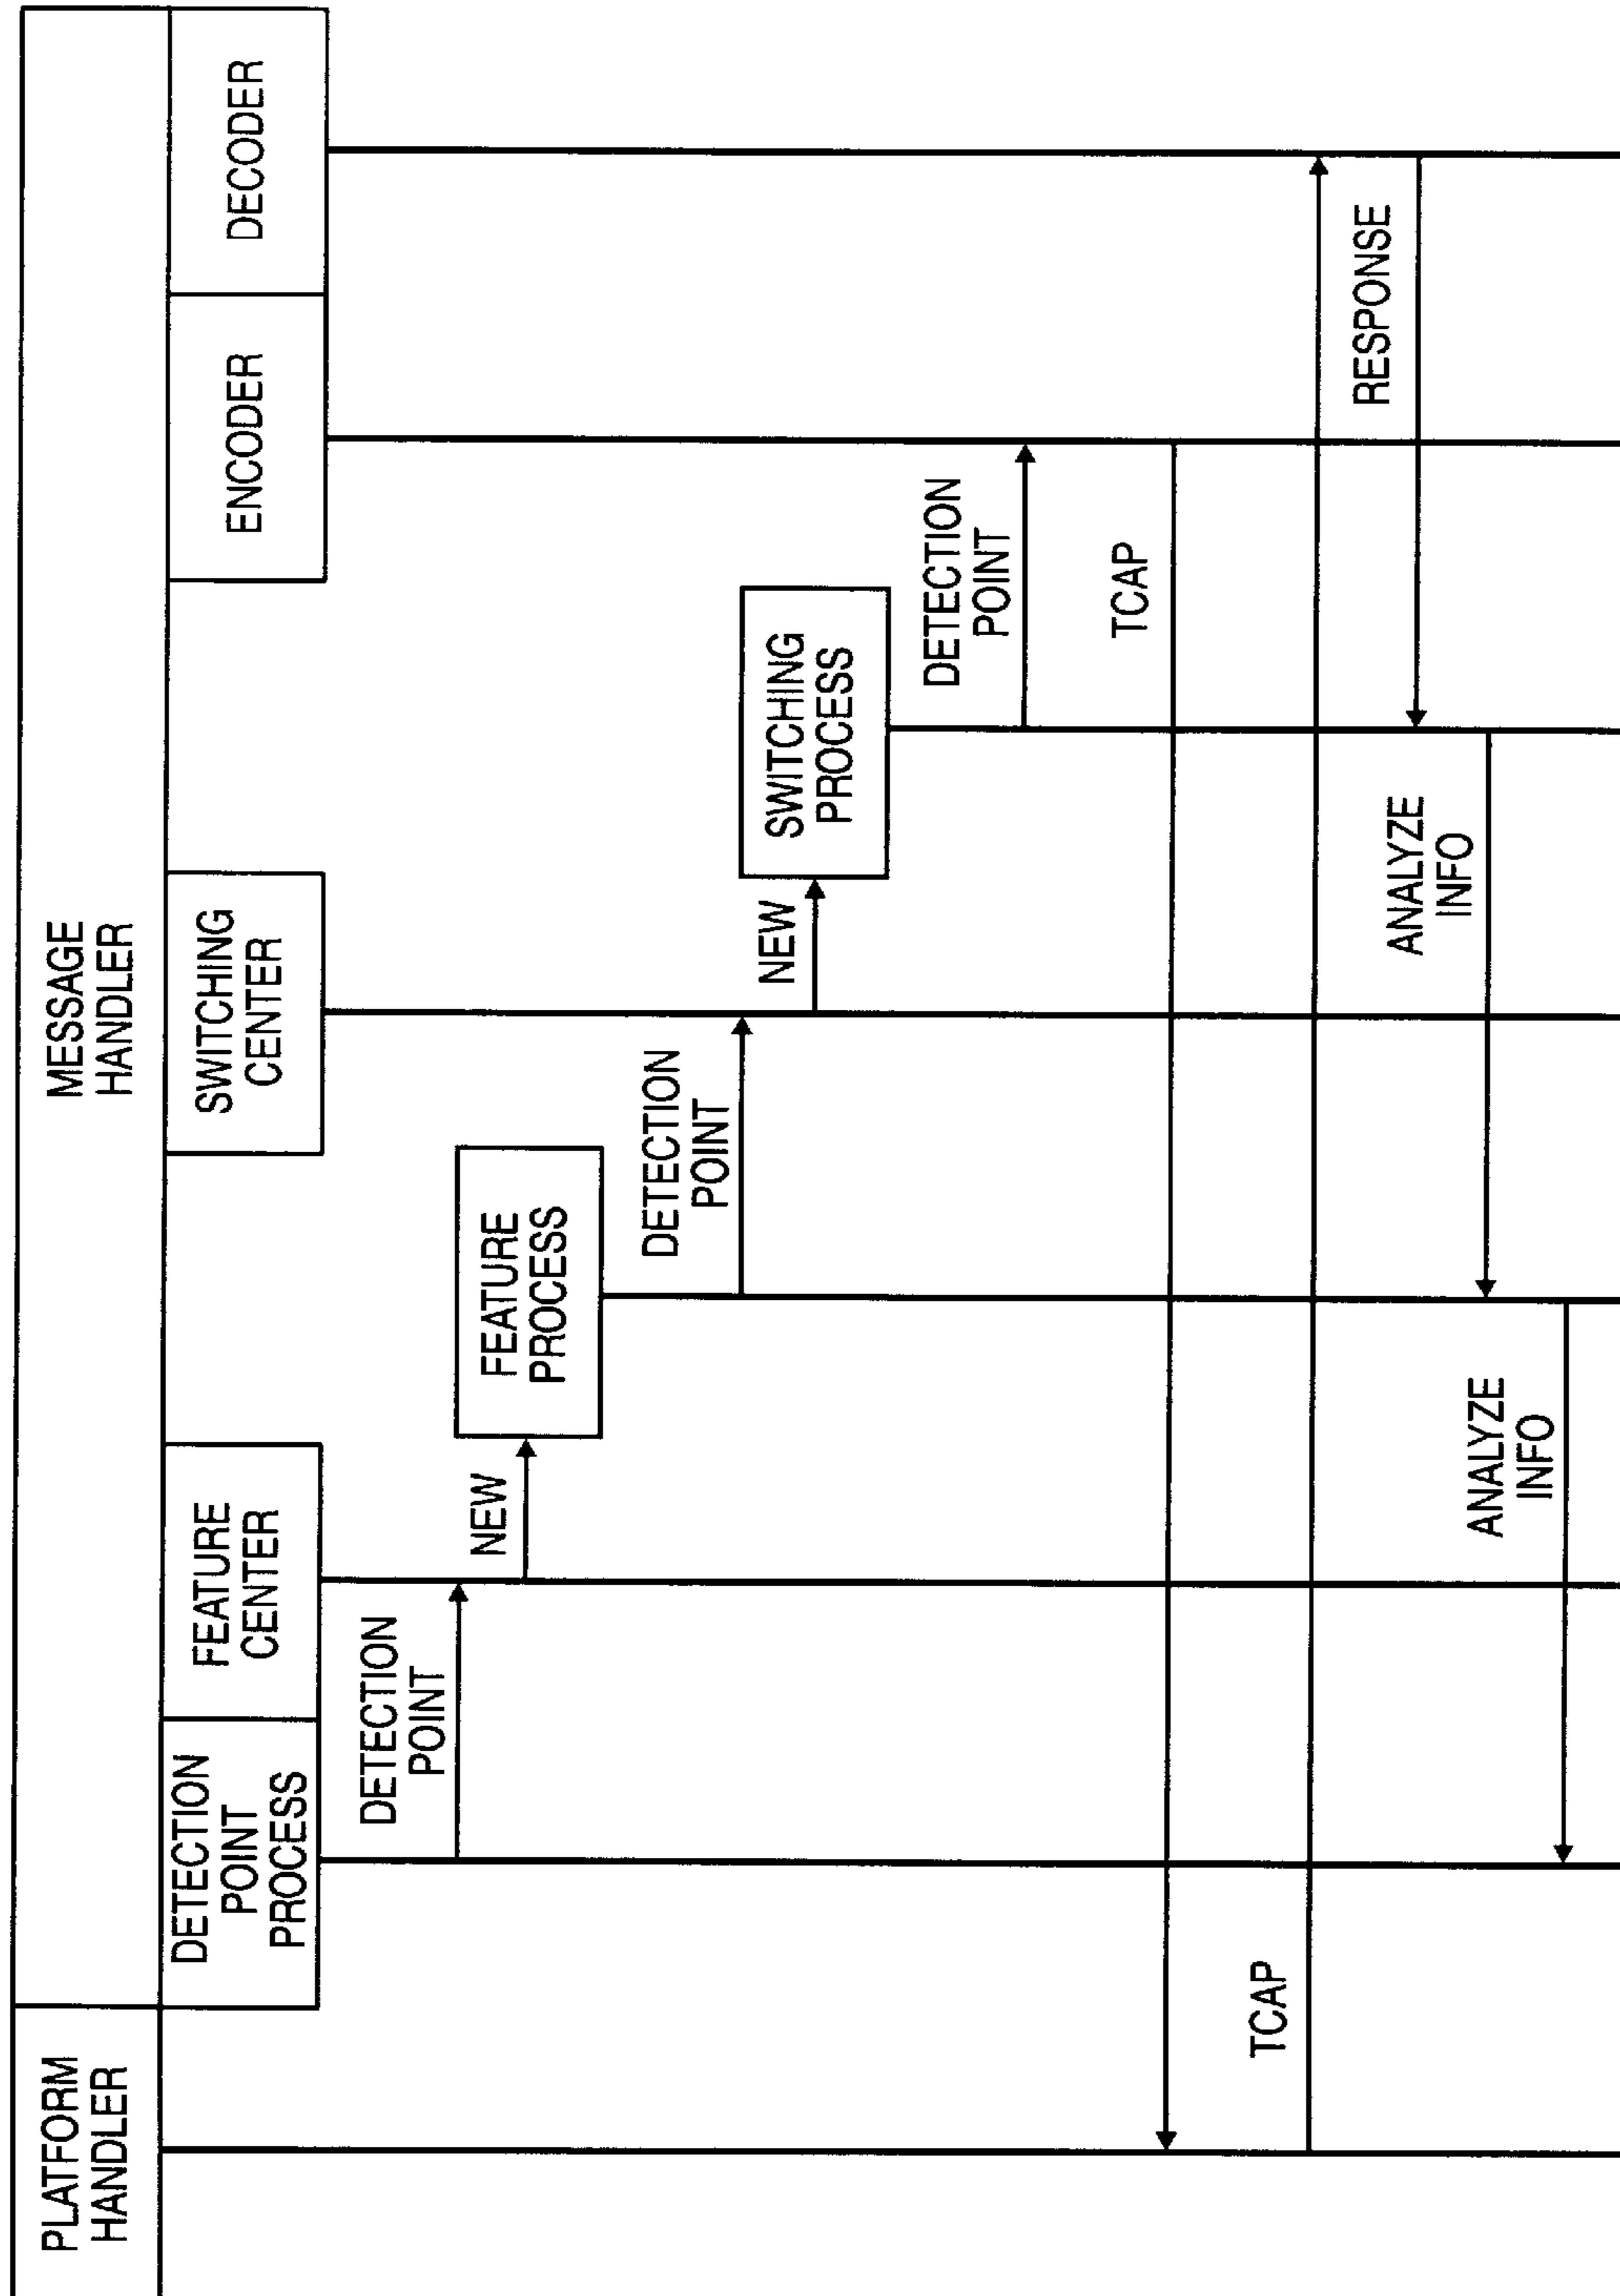 PLATFORM
HANDLER
MESSAGE
HANDLER
DETECTION
POINT
PROCESS
FEATURE
CENTER
SWITCHING
CENTER
ENCODER
DECODER
DETECTION
POINT
NEW
FEATURE
PROCESS
DETECTION
POINT
NEW
SWITCHING
PROCESS
DETECTION
POINT
TCAP
TCAP
RESPONSE
ANALYZE
INFO
ANALYZE
INFO